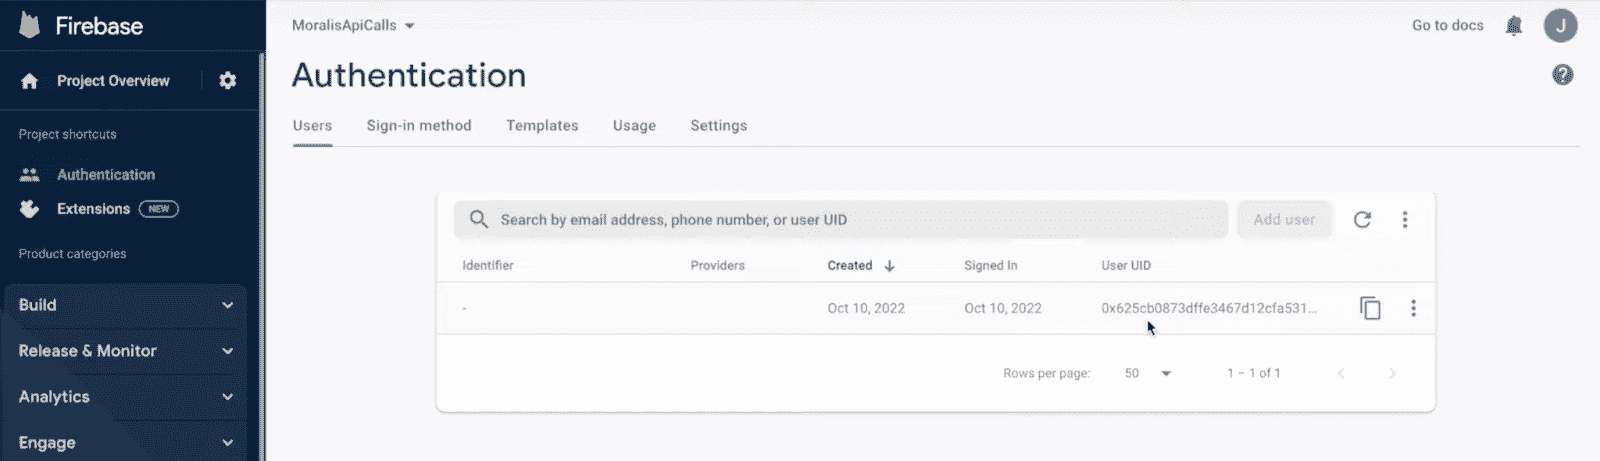 Firebase
Project Overview
Project shortcuts
Authentication
Extensions NEW
Product categories
Build
Release & Monitor
Analytics
Engage
MoralisApiCalls
Go to docs
J
Authentication
Users Sign-in method Templates Usage Settings
Search by email address, phone number, or user UID
Add user
Identifier Providers Created Signed In User UID
- Oct 10, 2022 Oct 10, 2022 0x625cb0873dffe3467d12cfa531...
Rows per page: 50 1 – 1 of 1